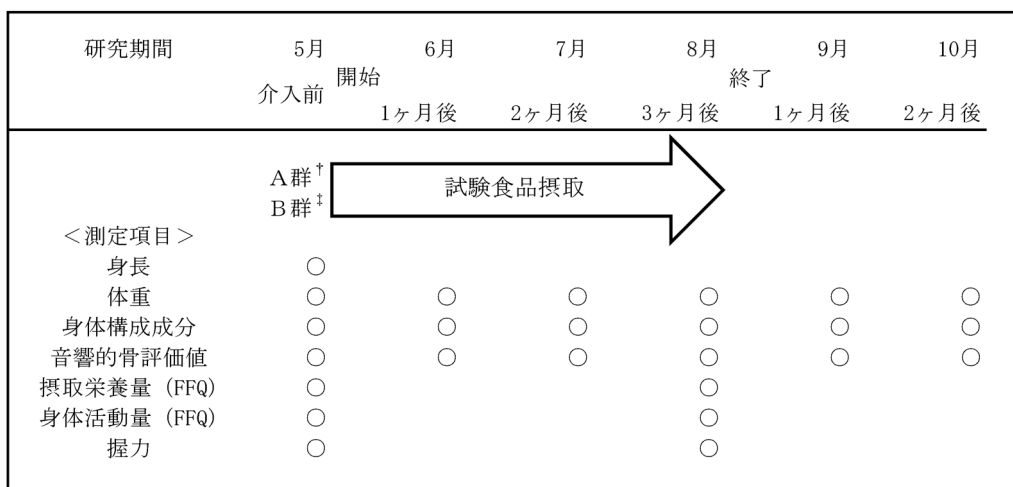 研究期間 5月 6月 7月 8月 9月 10月
開始 終了
介入前
1ヶ月後 2ヶ月後 3ヶ月後 1ヶ月後 2ヶ月後
A群† 試験食品摂取
B群‡
＜測定項目＞
身長 ○
体重 ○ ○ ○ ○ ○ ○
身体構成成分 ○ ○ ○ ○ ○ ○
音響的骨評価値 ○ ○ ○ ○ ○ ○
摂取栄養量 (FFQ) ○ ○
身体活動量 (FFQ) ○ ○
握力 ○ ○